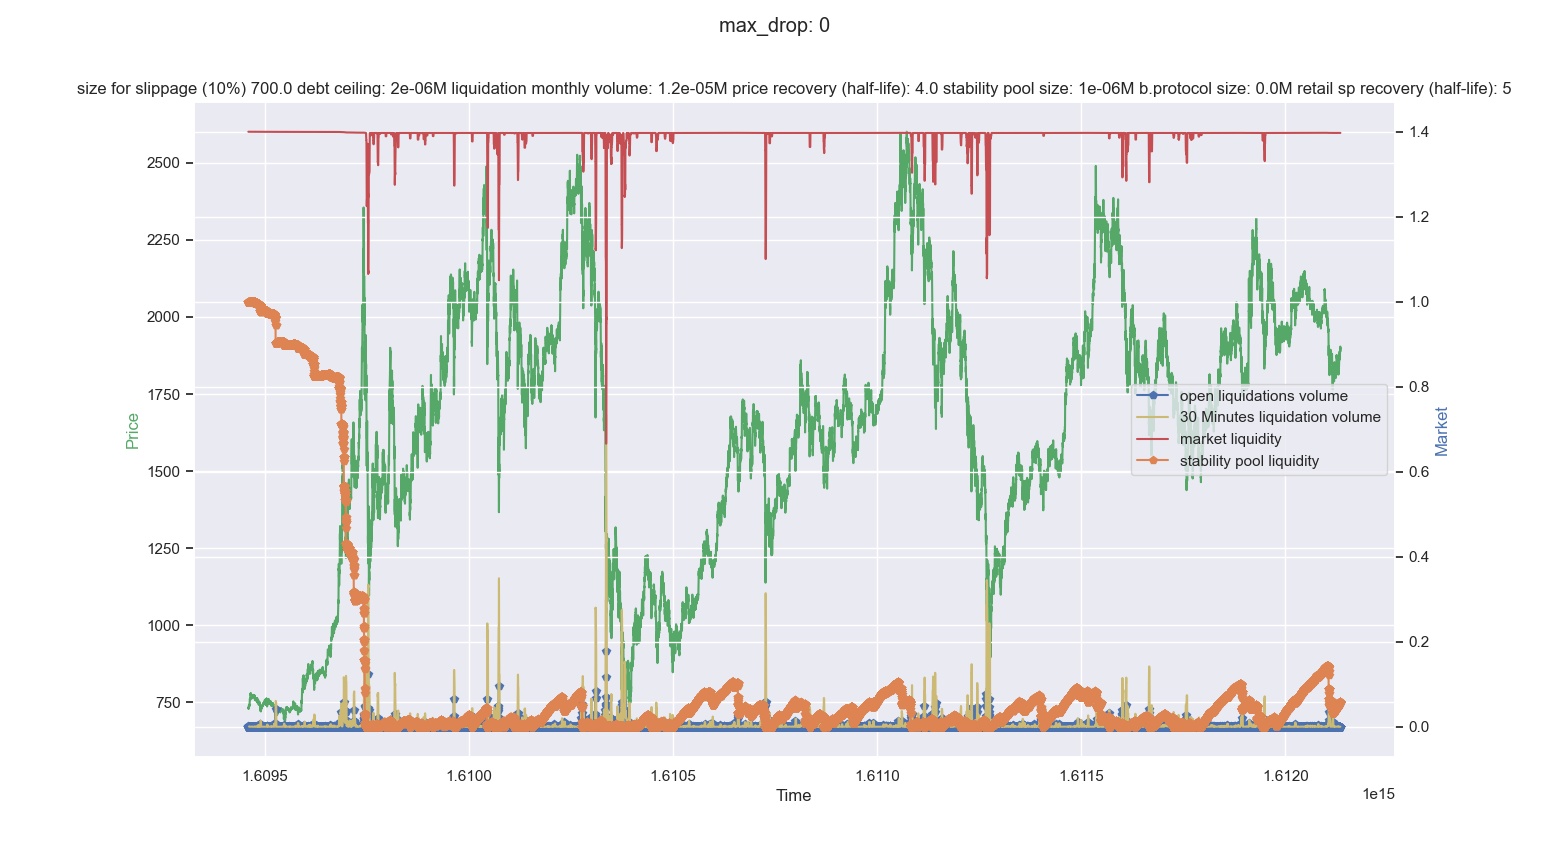 max_drop: 0
size for slippage (10%) 700.0 debt ceiling: 2e-06M liquidation monthly volume: 1.2e-05M price recovery (half-life): 4.0 stability pool size: 1e-06M b.protocol size: 0.0M retail sp recovery (half-life): 5
2500
2250
2000
1750
1500
1250
1000
750
Price
1.4
1.2
1.0
0.8
0.6
0.4
0.2
0.0
Market
open liquidations volume
30 Minutes liquidation volume
market liquidity
stability pool liquidity
1.6095 1.6100 1.6105 1.6110 1.6115 1.6120
Time
1e15